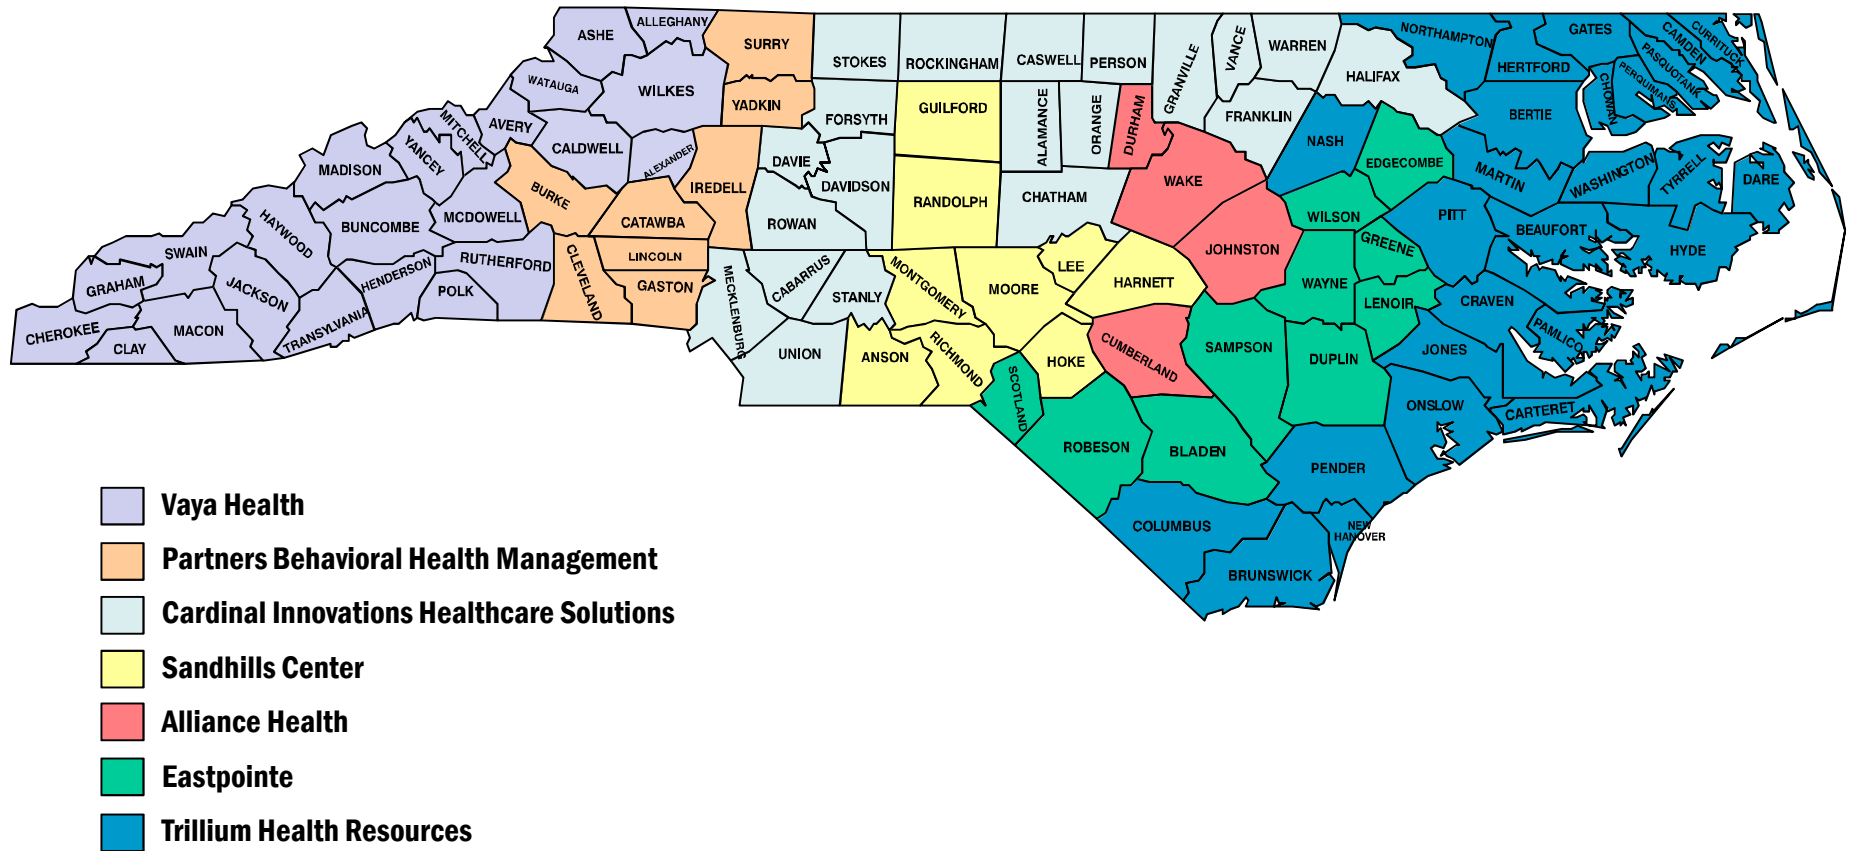 ASHE
ALLEGHANY
SURRY
STOKES
ROCKINGHAM
CASWELL
PERSON
GRANVILLE
VANCE
WARREN
HALIFAX
NORTHAMPTON
HERTFORD
GATES
CAMDEN
CURRITUCK
PASQUOTANK
PERQUIMANS
CHOWAN
WATAUGA
WILKES
YADKIN
FORSYTH
GUILFORD
ALAMANCE
ORANGE
DURHAM
FRANKLIN
NASH
EDGECOMBE
BERTIE
MITCHELL
AVERY
CALDWELL
ALEXANDER
IREDELL
DAVIE
DAVIDSON
RANDOLPH
CHATHAM
WAKE
MARTIN
WASHINGTON
TYRRELL
DARE
MADISON
YANCEY
BURKE
CATAWBA
ROWAN
JOHNSTON
WILSON
PITT
BEAUFORT
HYDE
HAYWOOD
BUNCOMBE
MCDOWELL
SWAIN
RUTHERFORD
CLEVELAND
LINCOLN
GASTON
MECKLENBURG
CABARRUS
STANLY
MONTGOMERY
MOORE
LEE
HARNETT
WAYNE
GREENE
LENOIR
CRAVEN
PAMLICO
GRAHAM
JACKSON
HENDERSON
POLK
CHEROKEE
MACON
CLAY
TRANSYLVANIA
UNION
ANSON
RICHMOND
HOKE
CUMBERLAND
SAMPSON
DUPLIN
JONES
SCOTLAND
ONSLOW
CARTERET
ROBESON
BLADEN
PENDER
COLUMBUS
NEW
HANOVER
BRUNSWICK
Vaya Health
Partners Behavioral Health Management
Cardinal Innovations Healthcare Solutions
Sandhills Center
Alliance Health
Eastpointe
Trillium Health Resources